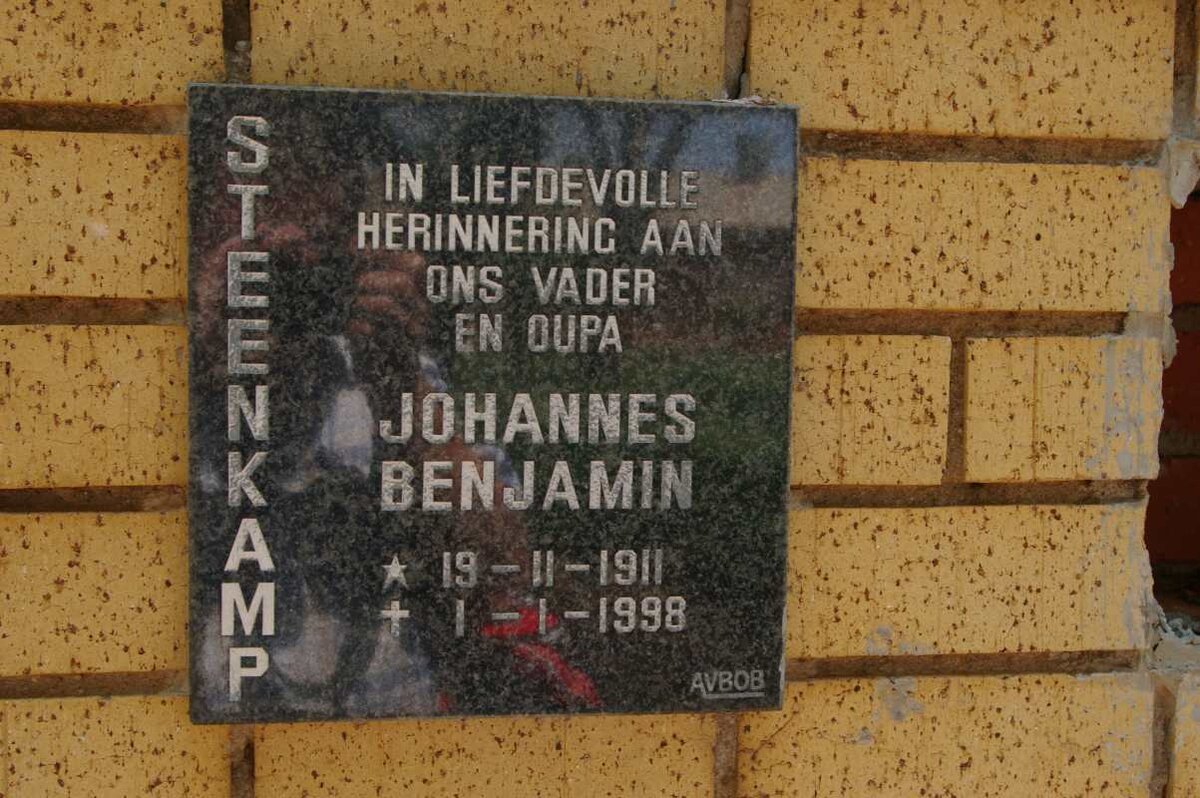 STEENKAMP
IN LIEFDEVOLLE
HERINNERING AAN
ONS VADER
EN OUPA
JOHANNES
BENJAMIN
★ 19-11-1911
✝ 1-1-1998
AVBOB